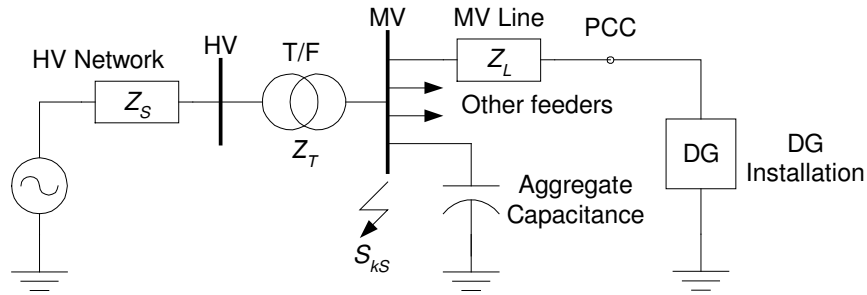 HV Network
Z_S
HV
T/F
Z_T
MV
MV Line
Z_L
PCC
Other feeders
S_kS
Aggregate
Capacitance
DG
DG
Installation